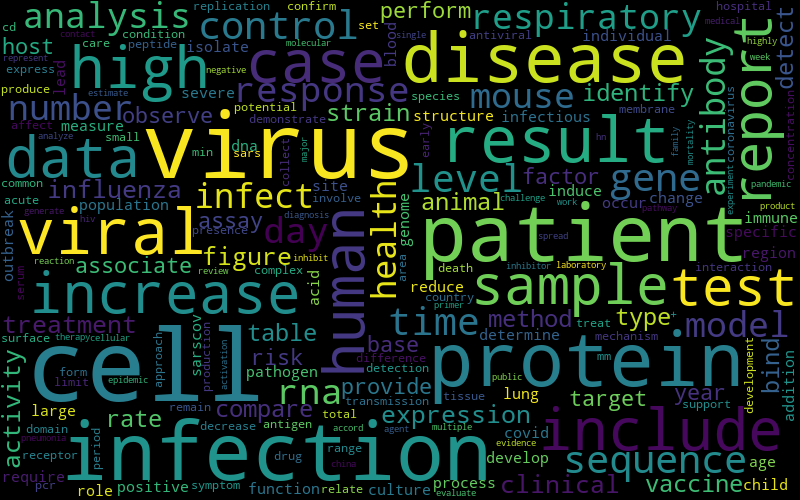 analysis
replication
confirm
control
set
perform
respiratory
hospital
medical
cd
care
condition
peptide
molecular
blood
single
antiviral
individual
contact
host
isolate
high
case
disease
detect
represent
express
lead
negative
response
highly
week
produce
estimate
severe
mouse
identify
antibody
report
number
observe
potential
strain
species
structure
infectious
membrane
coronavirus
concentration
affect
measure
demonstrate
analyze
small
virus
dna
sars
collect
major
early
result
hn
family
mortality
data
min
common
influenza
site
level
factor
induce
gene
experiment
pandemic
acute
population
involve
infect
health
animal
challenge
work
occur
change
product
generate
hiv
assay
presence
diagnosis
human
genome
patient
pathway
immune
outbreak
viral
day
spread
specific
reaction
figure
inhibit
area
death
inhibitor
laboratory
interaction
region
serum
associate
review
complex
acid
reduce
sample
test
increase
country
primer
treatment
sarscov
production
table
time
method
type
+
model
surface
therapy
cellular
approach
activation
base
determine
treat
mechanism
development
bind
addition
cell
risk
difference
protein
mm
form
limit
epidemic
pathogen
detection
tissue
public
activity
rna
provide
lung
target
year
support
large
remain
compare
transmission
expression
evidence
rate
total
covid
include
domain
decrease
antigen
accord
agent
multiple
pneumonia
period
infection
symptom
drug
range
china
develop
sequence
age
receptor
require
process
clinical
vaccine
child
pcr
role
positive
function
relate
culture
evaluate